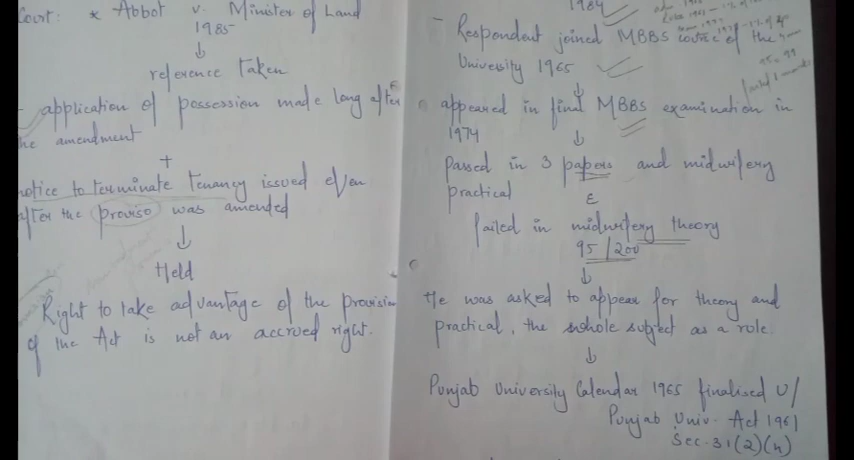 Court: * Abbot v. Minister of Land
1985
↓
reference taken
application of possession made long after
the amendment
+
notice to terminate tenancy issued even
after the proviso was amended
↓
Held
Right to take advantage of the provision
of the Act is not an accrued right.
1984
- Respondent joined MBBS course of the
University 1965
↓
appeared in final MBBS examination in
1974
↓
Passed in 3 papers and midwifery
practical
&
failed in midwifery theory
95/200
↓
He was asked to appear for theory and
practical, the whole subject as a rule.
↓
Punjab University Calendar 1965 finalised U/
Punjab Univ. Act 1961
Sec. 31(2)(h)